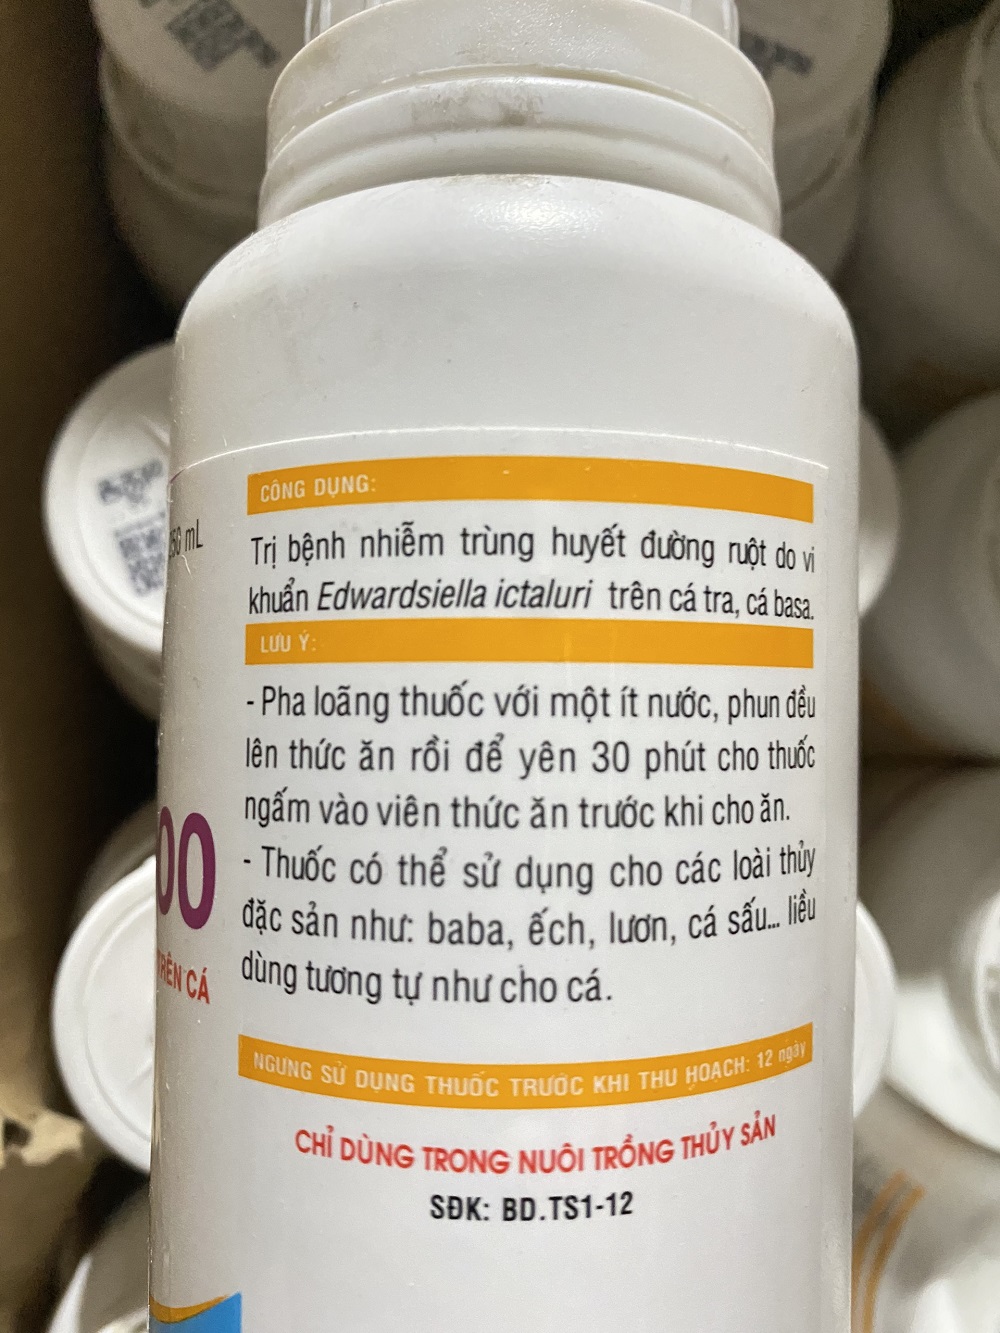 CÔNG DỤNG:
Trị bệnh nhiễm trùng huyết đường ruột do vi
khuẩn Edwardsiella ictaluri trên cá tra, cá basa.
LƯU Ý:
- Pha loãng thuốc với một ít nước, phun đều
lên thức ăn rồi để yên 30 phút cho thuốc
ngấm vào viên thức ăn trước khi cho ăn.
- Thuốc có thể sử dụng cho các loài thủy
đặc sản như: baba, ếch, lươn, cá sấu... liều
dùng tương tự như cho cá.
NGƯNG SỬ DỤNG THUỐC TRƯỚC KHI THU HOẠCH: 12 ngày
CHỈ DÙNG TRONG NUÔI TRỒNG THỦY SẢN
SĐK: BD.TS1-12
mL
00
TRÊN CÁ